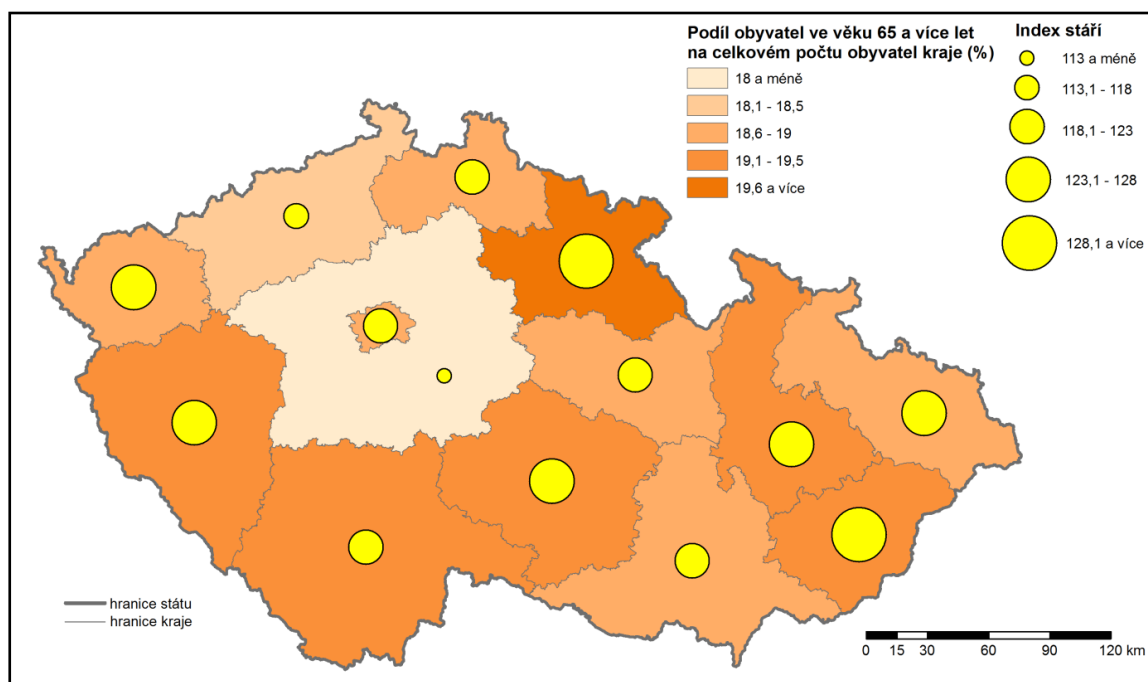 Podíl obyvatel ve věku 65 a více let
na celkovém počtu obyvatel kraje (%)
18 a méně
18,1 - 18,5
18,6 - 19
19,1 - 19,5
19,6 a více
Index stáří
113 a méně
113,1 - 118
118,1 - 123
123,1 - 128
128,1 a více
hranice státu
hranice kraje
0 15 30 60 90 120 km